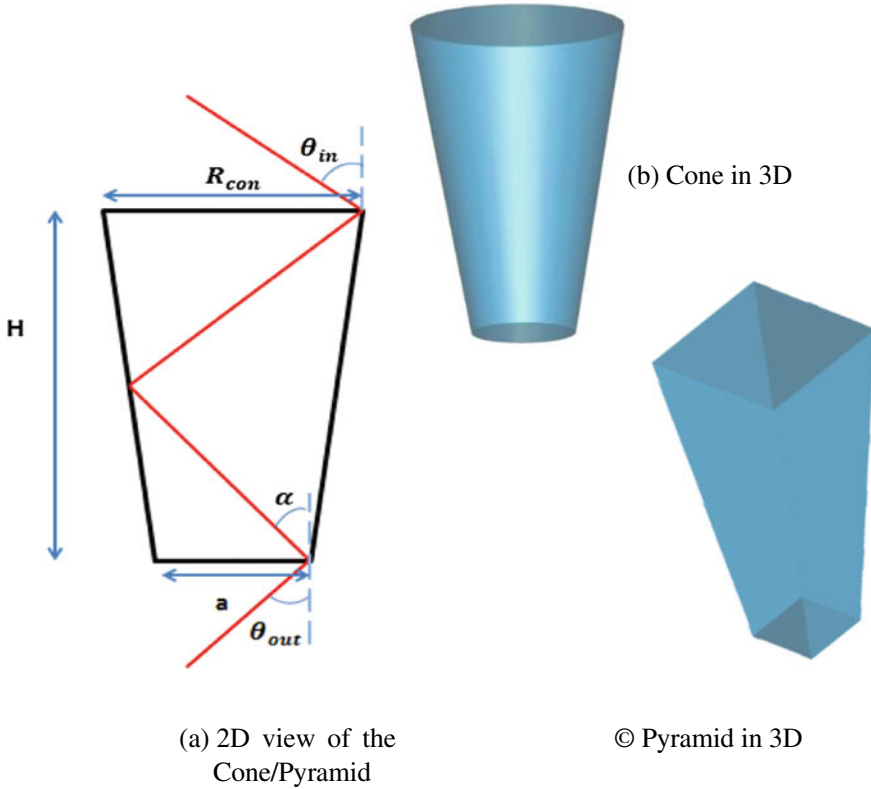 θin
Rcon
(b) Cone in 3D
H
α
a
θout
(a) 2D view of the
Cone/Pyramid
© Pyramid in 3D